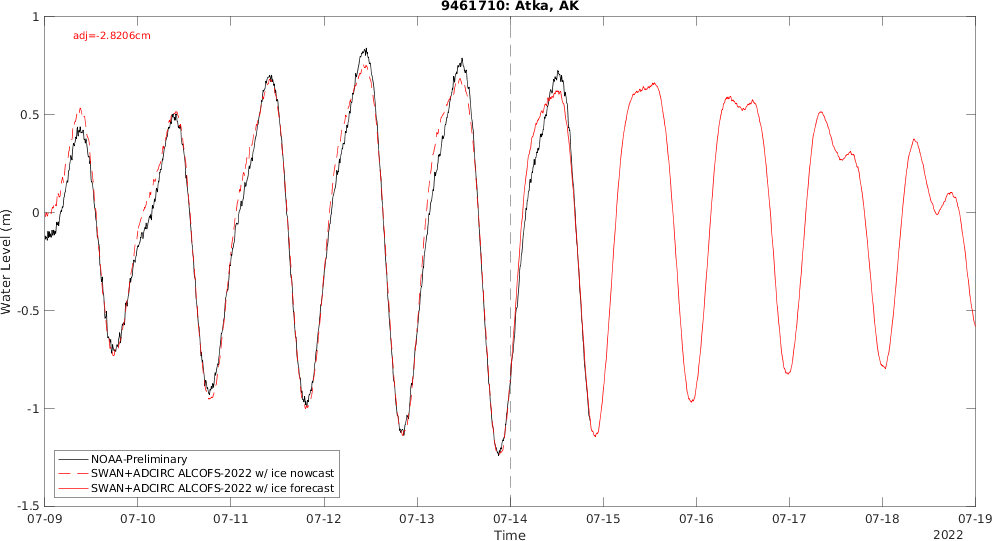 9461710: Atka, AK
adj=-2.8206cm
1
0.5
0
-0.5
-1
-1.5
Water Level (m)
NOAA-Preliminary
SWAN+ADCIRC ALCOFS-2022 w/ ice nowcast
SWAN+ADCIRC ALCOFS-2022 w/ ice forecast
07-09 07-10 07-11 07-12 07-13 07-14 07-15 07-16 07-17 07-18 07-19
Time
2022